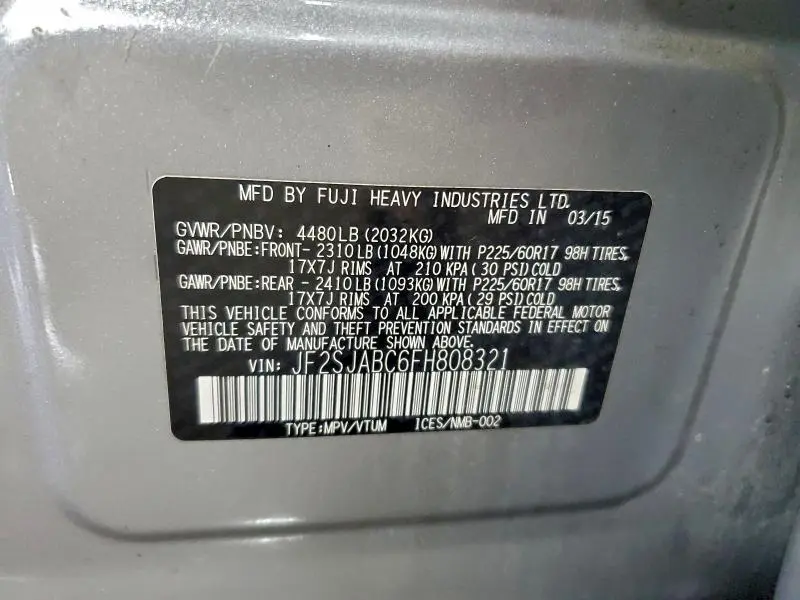 MFD BY FUJI HEAVY INDUSTRIES LTD.
MFD IN 03/15
GVWR/PNBV: 4480LB (2032KG)
GAWR/PNBE:FRONT- 2310LB (1048KG) WITH P225/60R17 98H TIRES,
17X7J RIMS AT 210 KPA ( 30 PSI) COLD
GAWR/PNBE:REAR - 2410LB (1093KG) WITH P225/60R17 98H TIRES,
17X7J RIMS AT 200 KPA ( 29 PSI) COLD
THIS VEHICLE CONFORMS TO ALL APPLICABLE FEDERAL MOTOR
VEHICLE SAFETY AND THEFT PREVENTION STANDARDS IN EFFECT ON
THE DATE OF MANUFACTURE SHOWN ABOVE.
VIN: JF2SJABC6FH808321
TYPE:MPV/VTUM ICES/NMB-002